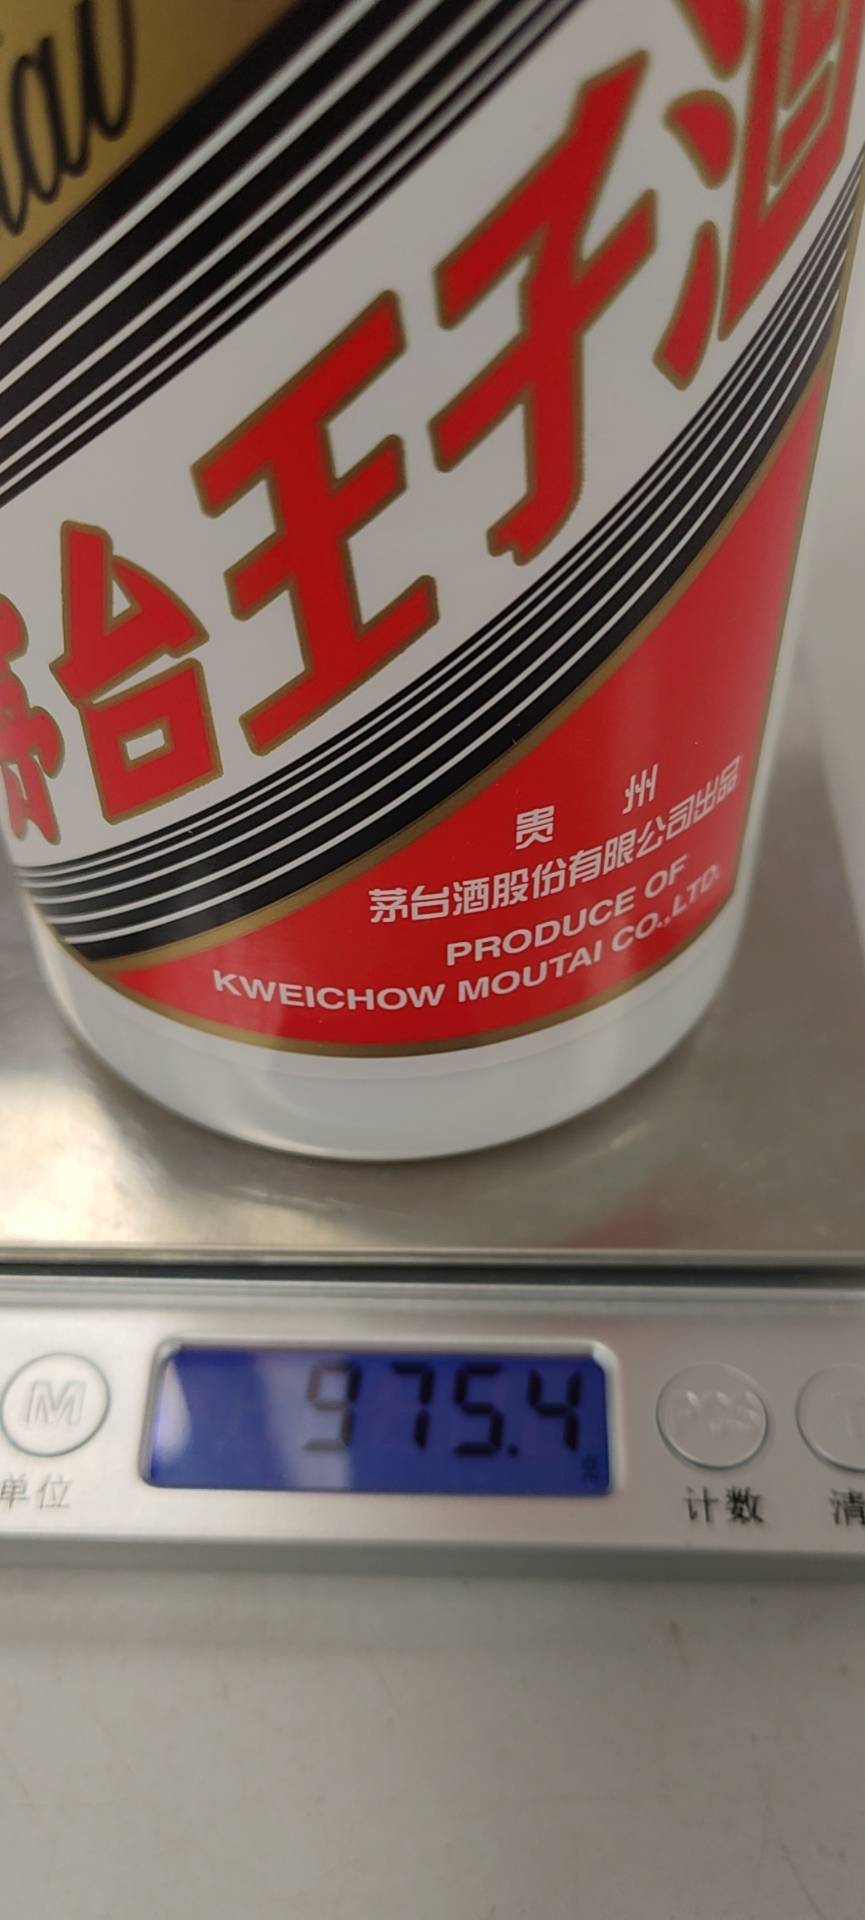 茅台王子酒
贵 州
茅台酒股份有限公司出品
PRODUCE OF
KWEICHOW MOUTAI CO.,LTD.
M
975.4
单位
计数
清